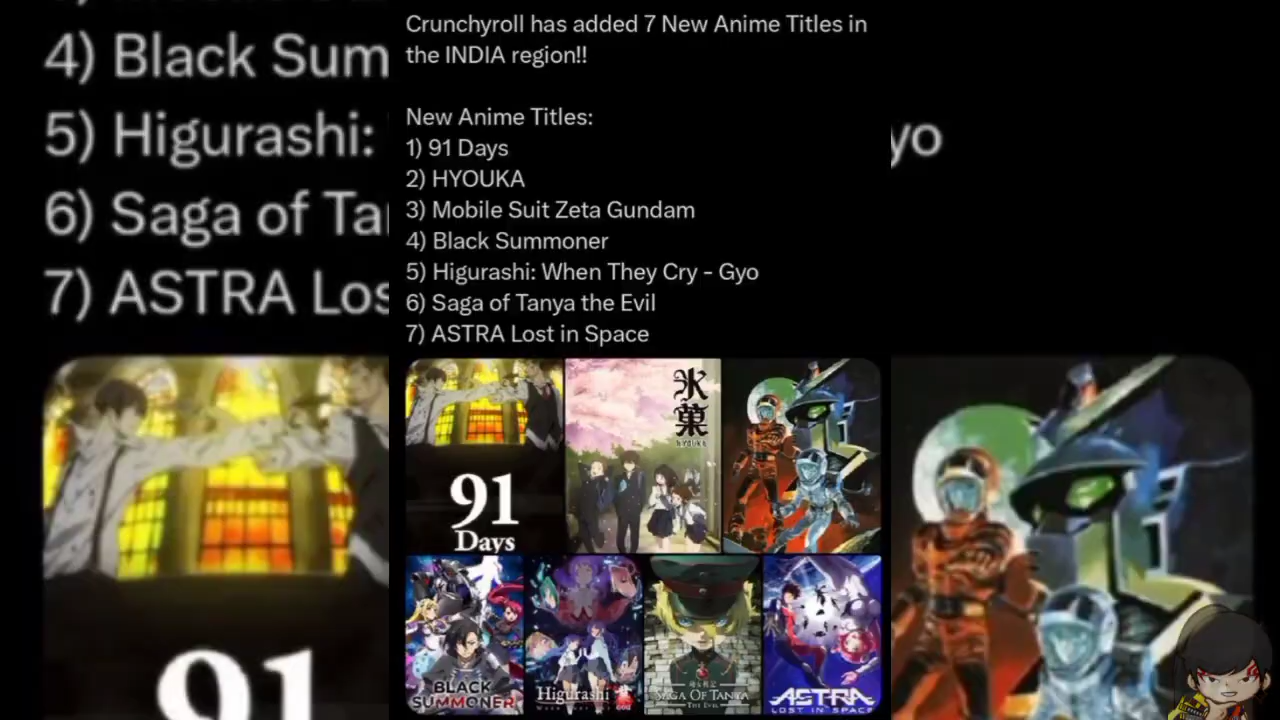 4) Black Sum
5) Higurashi:
6) Saga of Ta
7) ASTRA Los
91
Crunchyroll has added 7 New Anime Titles in
the INDIA region!!
New Anime Titles:
1) 91 Days
2) HYOUKA
3) Mobile Suit Zeta Gundam
4) Black Summoner
5) Higurashi: When They Cry - Gyo
6) Saga of Tanya the Evil
7) ASTRA Lost in Space
91
Days
氷菓
HYOUKA
BLACK
SUMMONER
Higurashi
SAGA OF TANYA
THE EVIL
ASTRA
LOST IN SPACE
yo